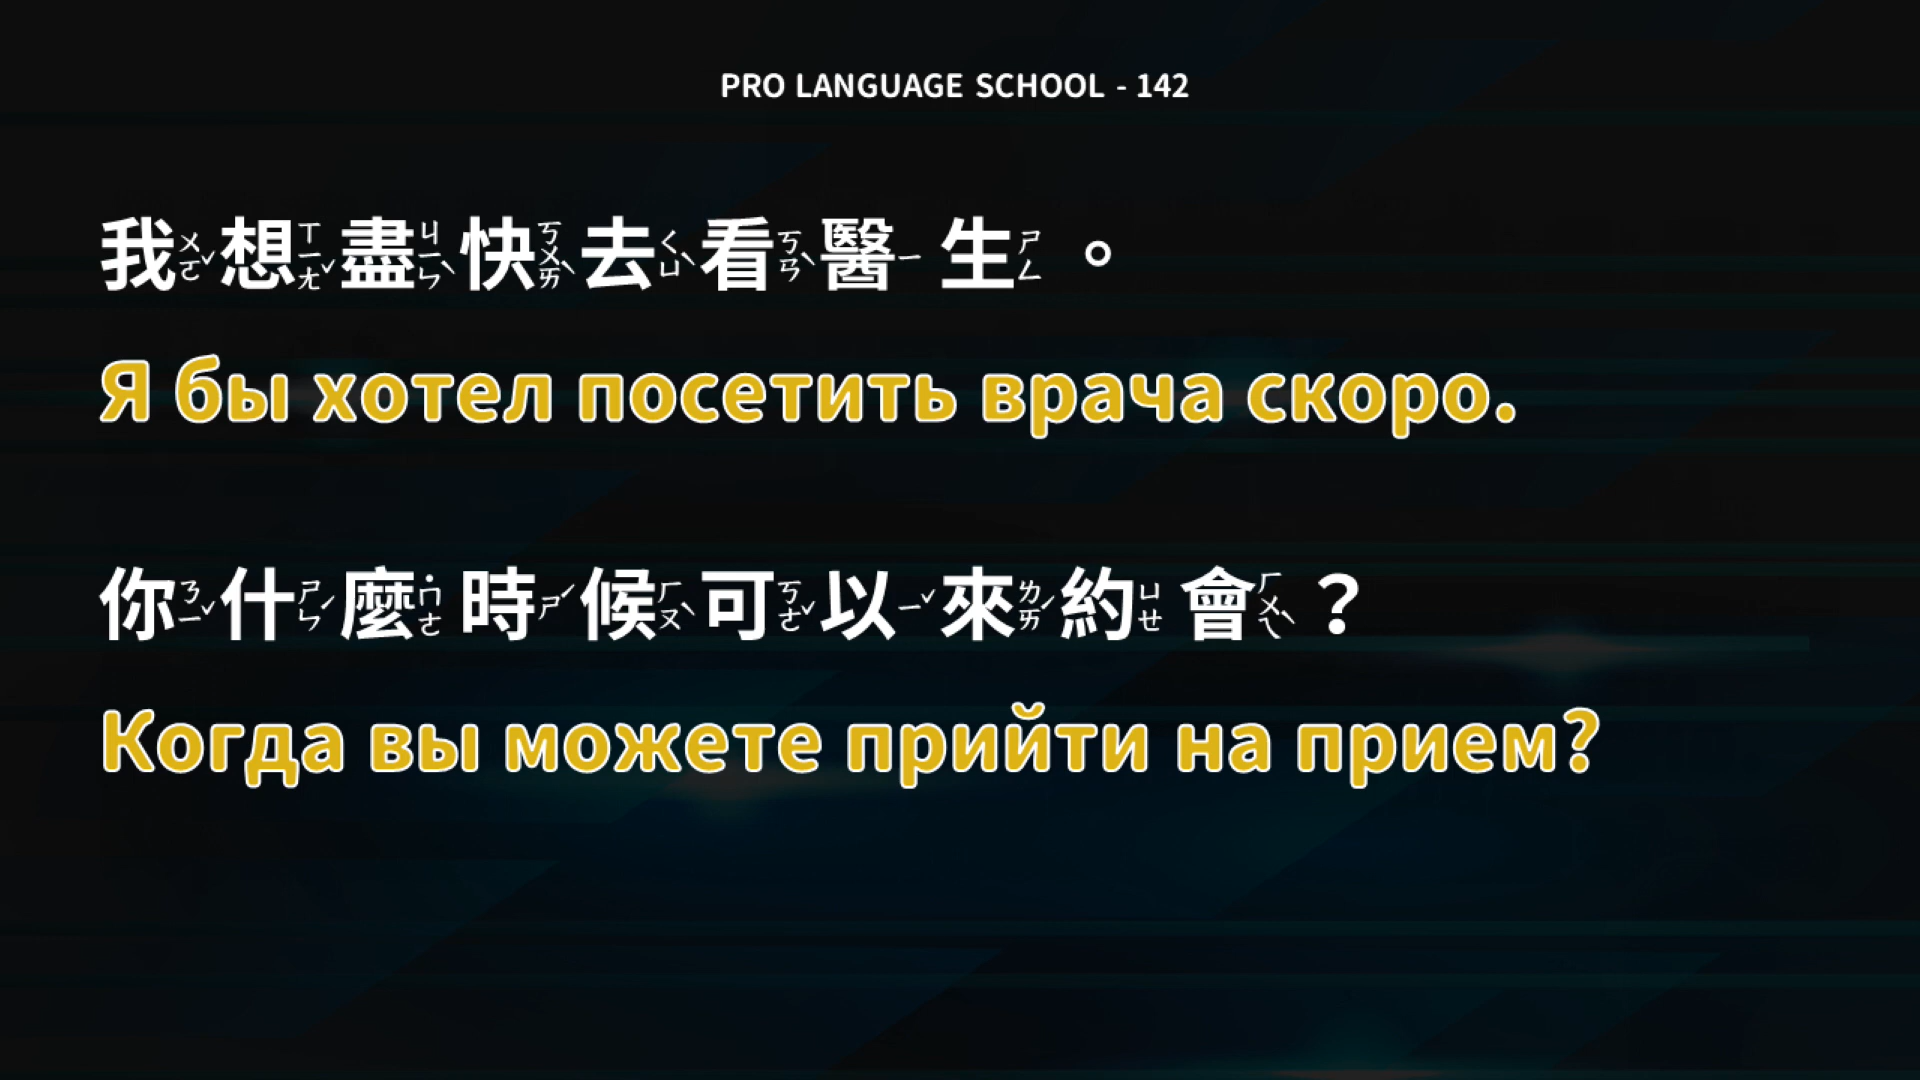 PRO LANGUAGE SCHOOL - 142
我ㄨㄛˇ想ㄒㄧㄤˇ盡ㄐㄧㄣˋ快ㄎㄨㄞˋ去ㄑㄩˋ看ㄎㄢˋ醫ㄧ生ㄕㄥ。
Я бы хотел посетить врача скоро.
你ㄋㄧˇ什ㄕㄣˊ麼˙ㄇㄜ時ㄕˊ候ㄏㄡˋ可ㄎㄜˇ以ㄧˇ來ㄌㄞˊ約ㄩㄝ會ㄏㄨㄟˋ？
Когда вы можете прийти на прием?